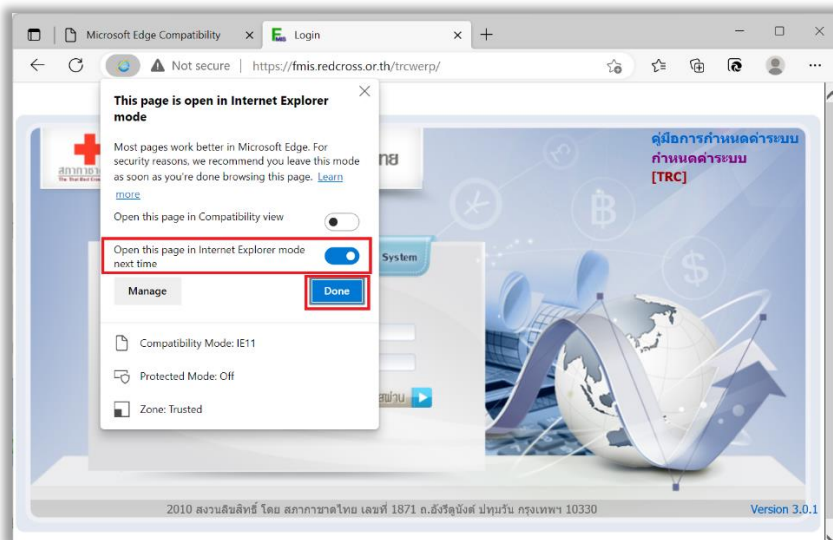 Microsoft Edge Compatibility
Login
Not secure | https://fmis.redcross.or.th/trcwerp/
This page is open in Internet Explorer
mode
Most pages work better in Microsoft Edge. For
security reasons, we recommend you leave this mode
as soon as you're done browsing this page. Learn
more
Open this page in Compatibility view
Open this page in Internet Explorer mode
next time
Manage
Done
Compatibility Mode: IE11
Protected Mode: Off
Zone: Trusted
System
คู่มือการกำหนดค่าระบบ
กำหนดค่าระบบ
[TRC]
2010 สงวนลิขสิทธิ์ โดย สภากาชาดไทย เลขที่ 1871 ถ.อังรีดูนังต์ ปทุมวัน กรุงเทพฯ 10330
Version 3.0.1